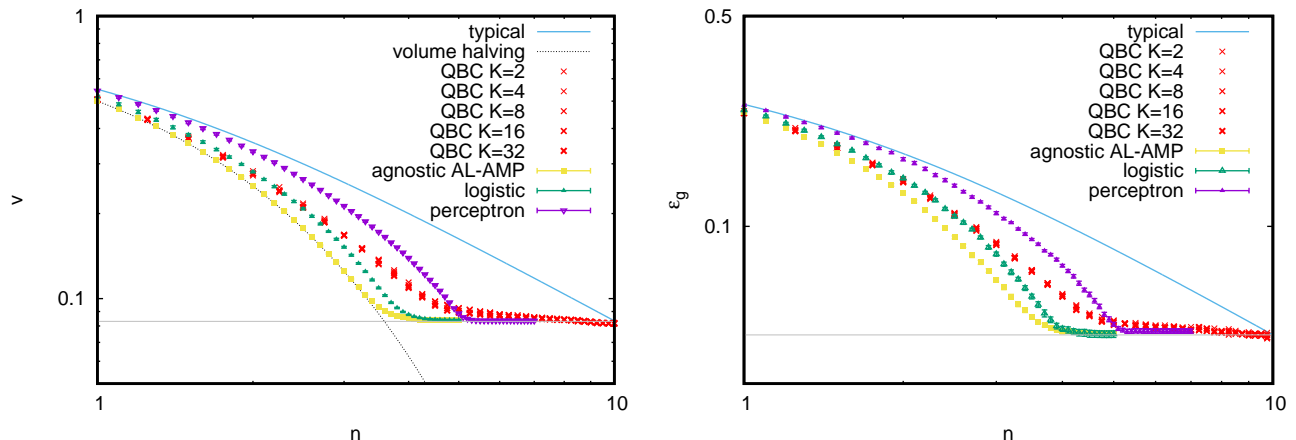 1
typical
volume halving
QBC K=2
QBC K=4
QBC K=8
QBC K=16
QBC K=32
agnostic AL-AMP
logistic
perceptron
v
0.1
1
10
n
0.5
typical
QBC K=2
QBC K=4
QBC K=8
QBC K=16
QBC K=32
agnostic AL-AMP
logistic
perceptron
ε_g
0.1
1
10
n